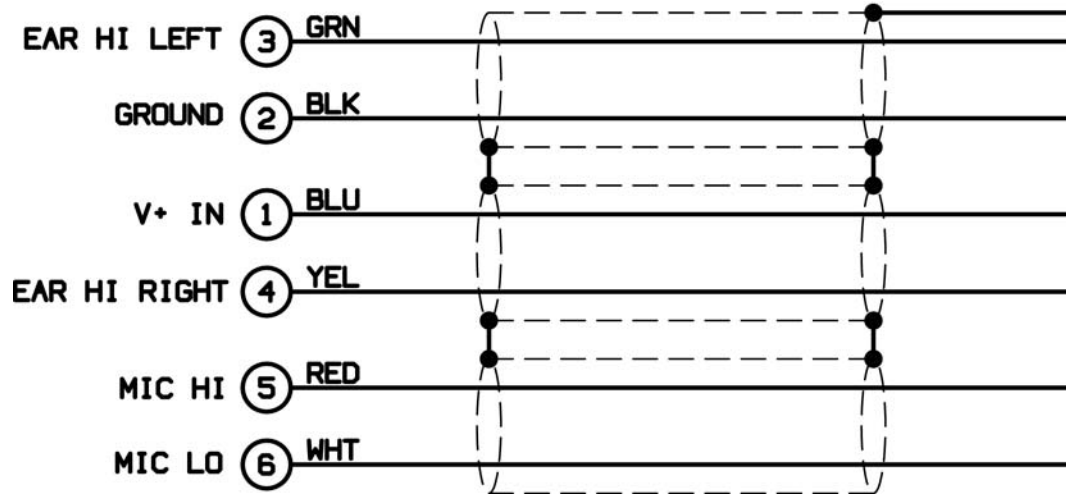 EAR HI LEFT 3 GRN
GROUND 2 BLK
V+ IN 1 BLU
EAR HI RIGHT 4 YEL
MIC HI 5 RED
MIC LO 6 WHT